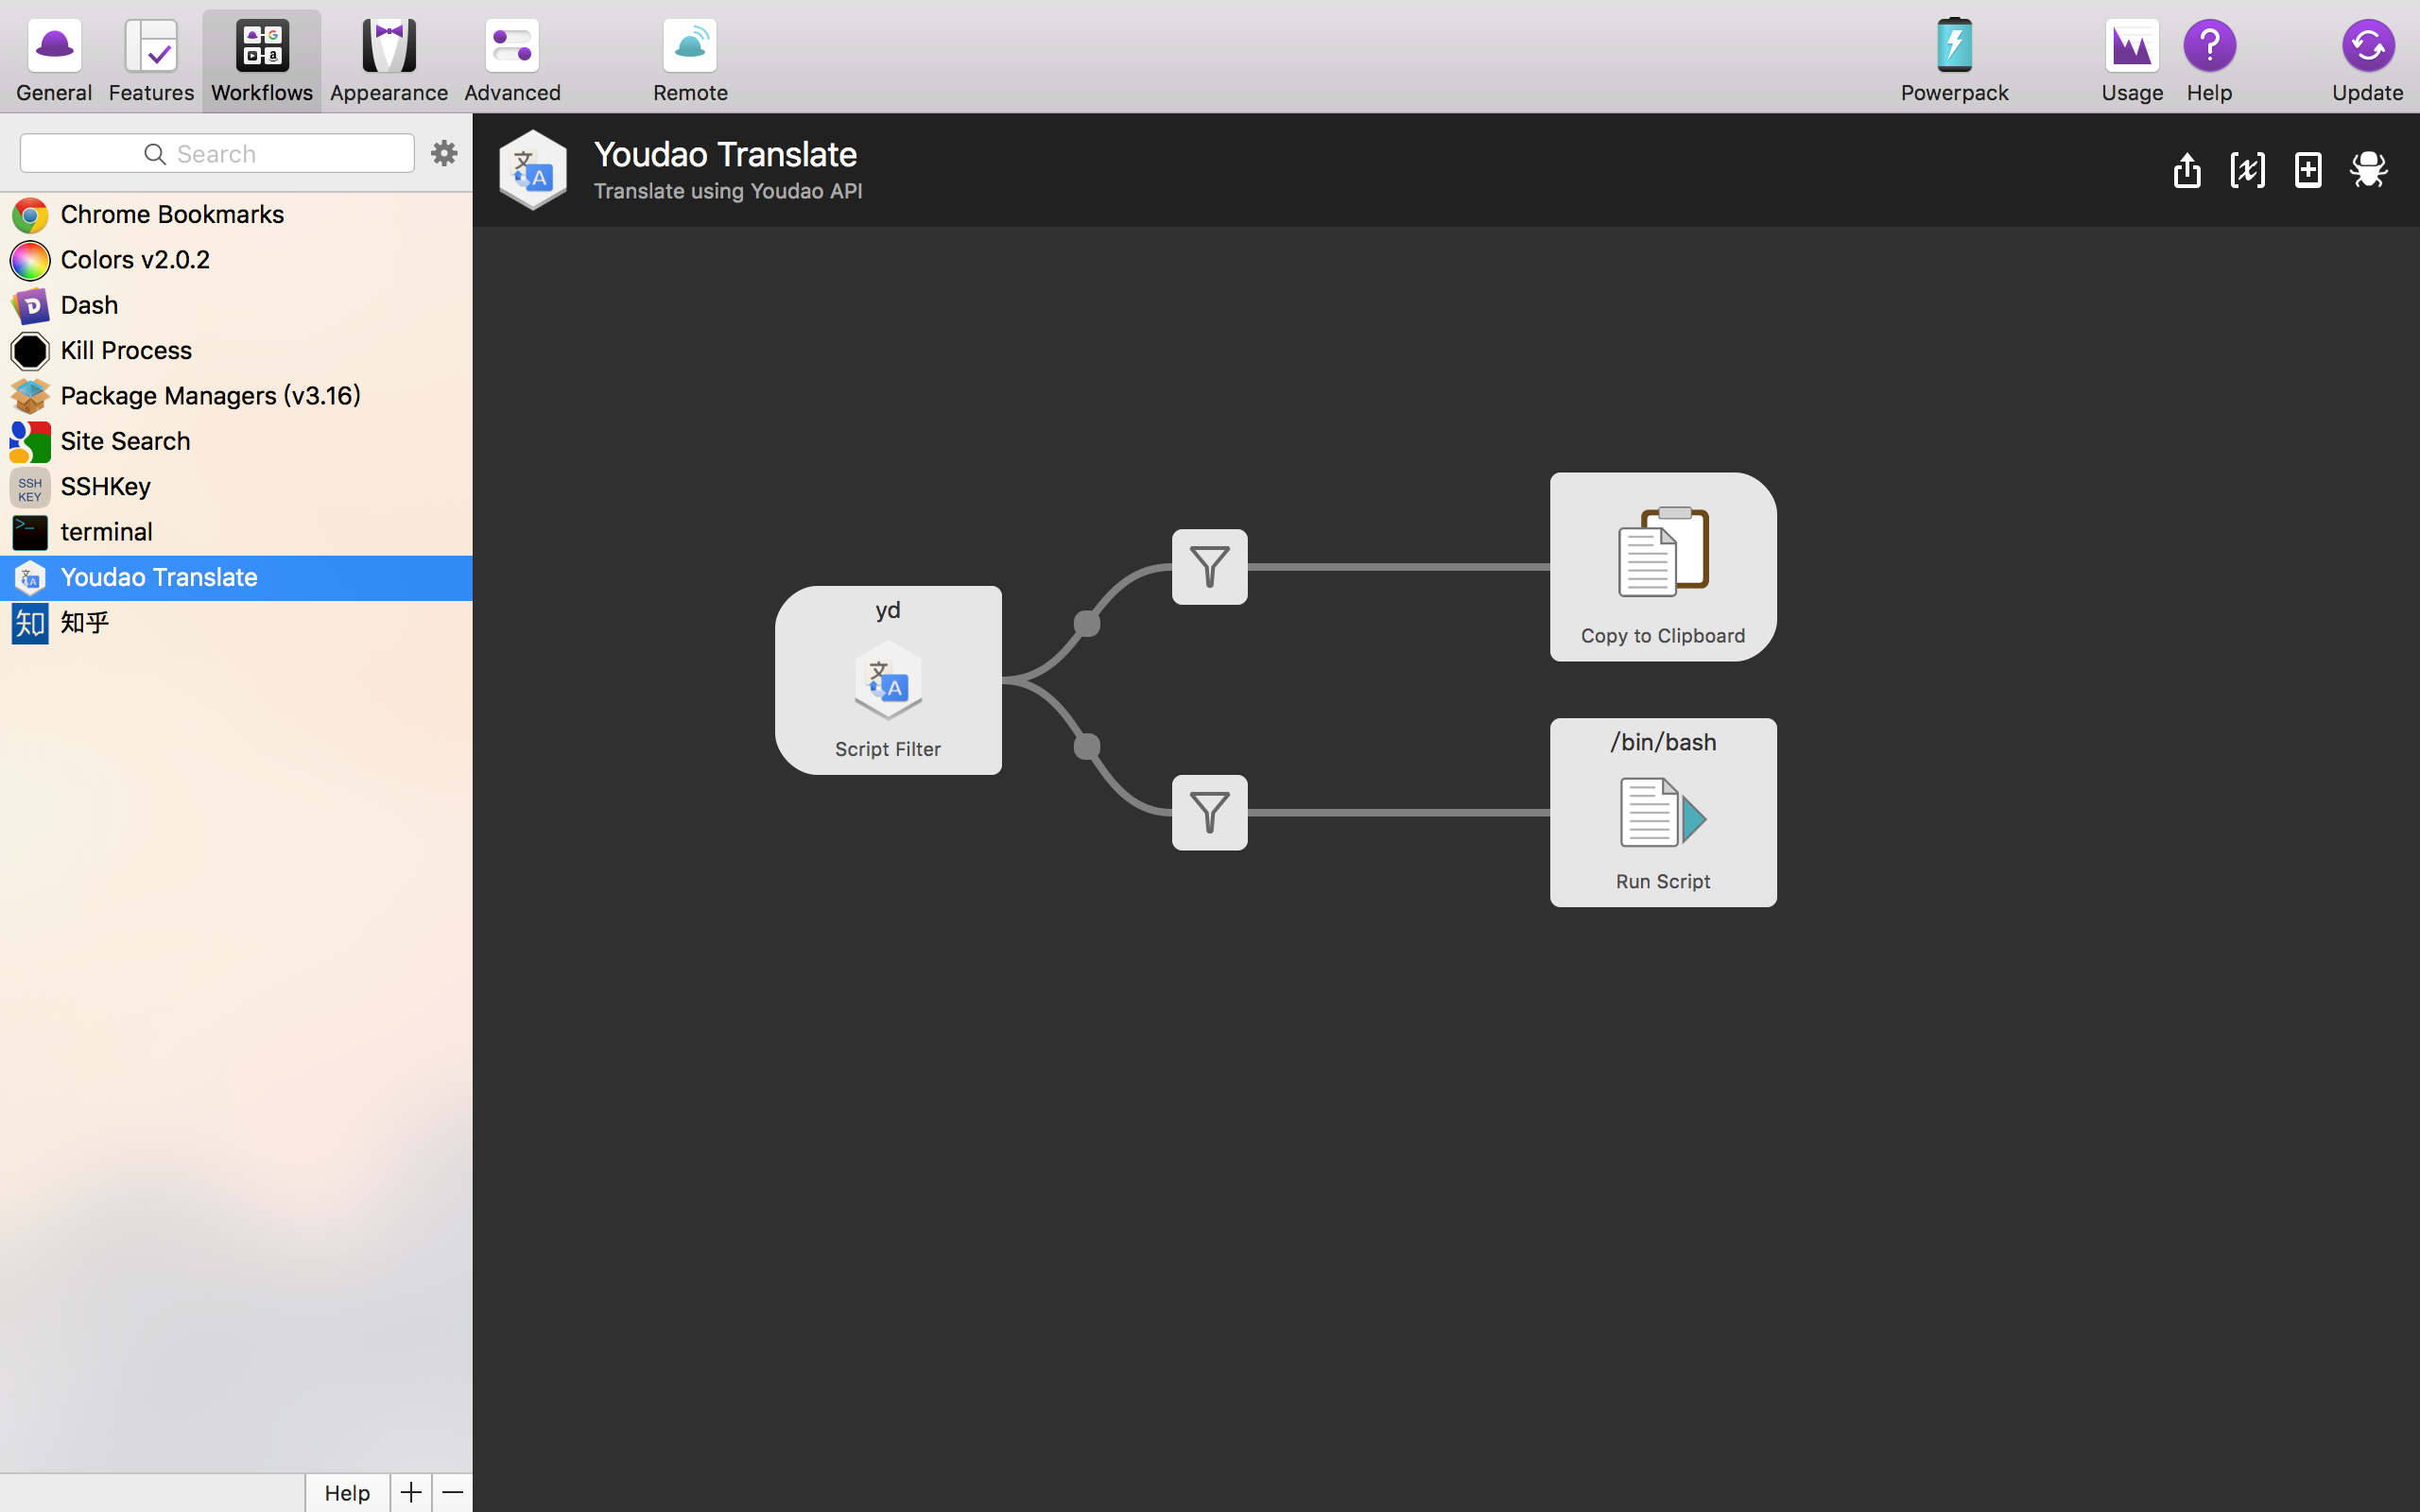 General Features Workflows Appearance Advanced Remote Powerpack Usage Help Update
Search
Youdao Translate
Translate using Youdao API
Chrome Bookmarks
Colors v2.0.2
Dash
Kill Process
Package Managers (v3.16)
Site Search
SSH
KEY
SSHKey
terminal
Youdao Translate
知
知乎
yd
文
A
Script Filter
Copy to Clipboard
/bin/bash
Run Script
Help